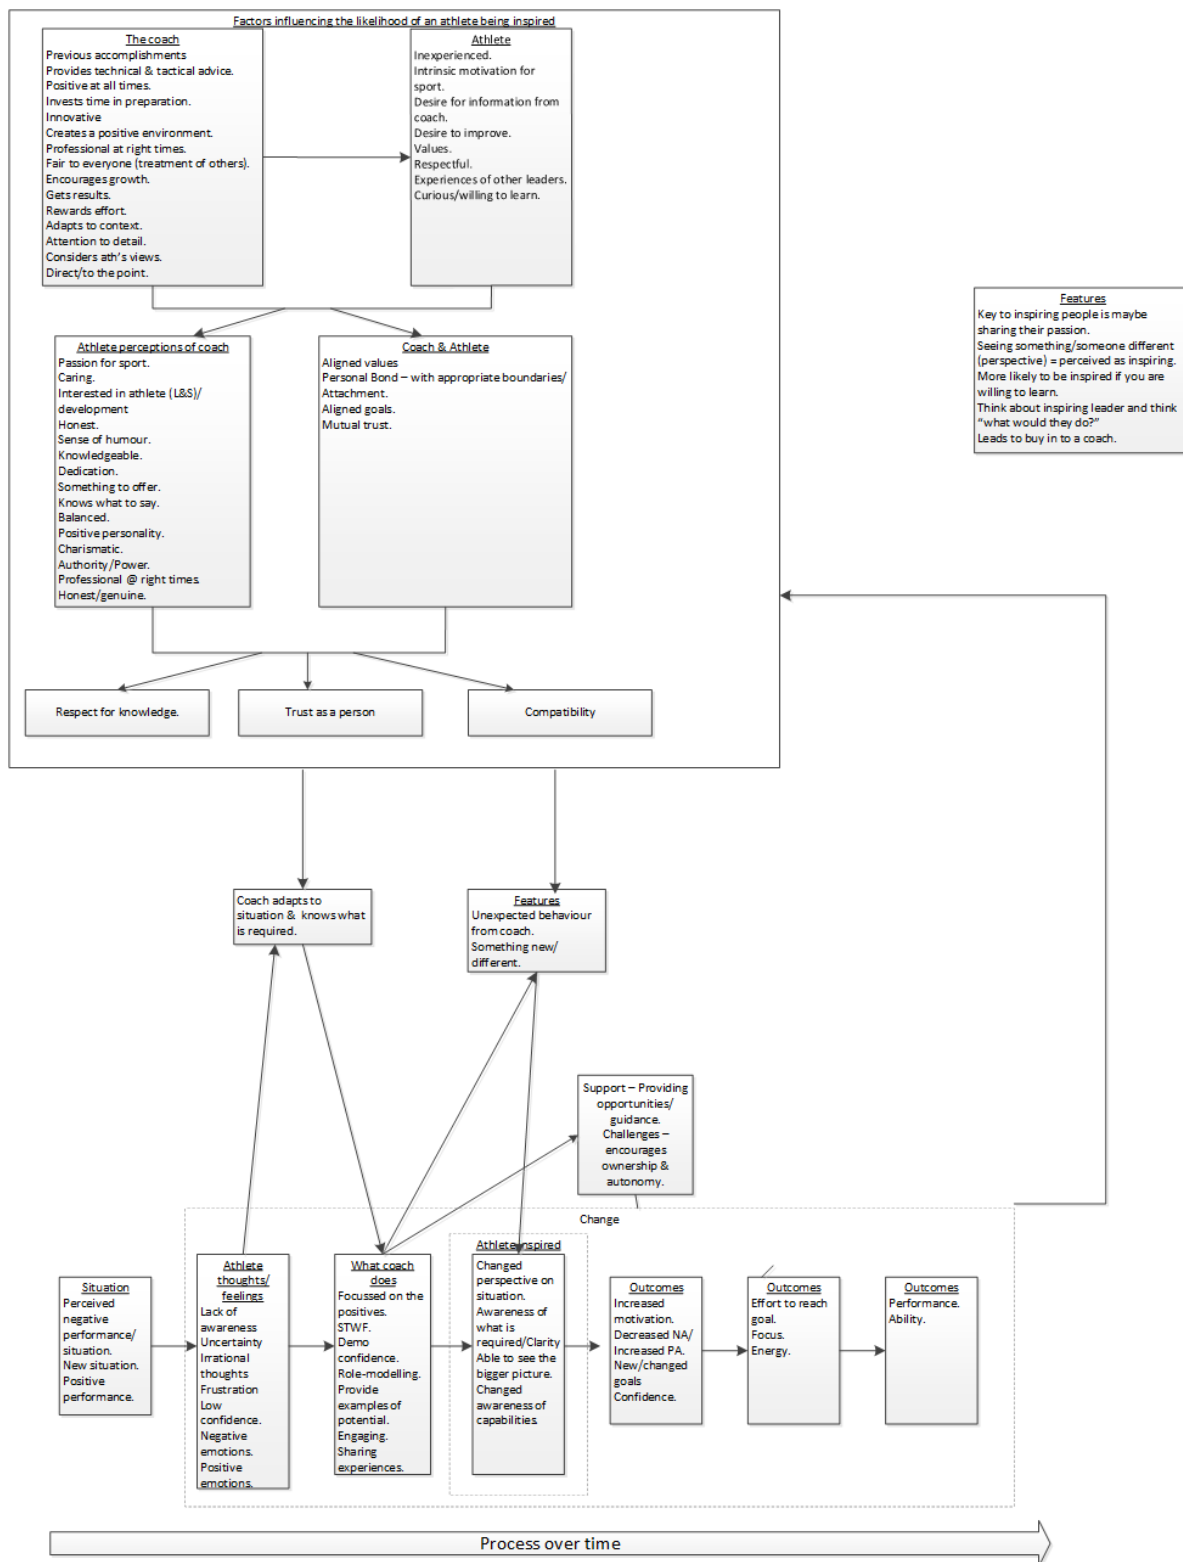 Factors influencing the likelihood of an athlete being inspired
The coach
Previous accomplishments
Provides technical & tactical advice.
Positive at all times.
Invests time in preparation.
Innovative
Creates a positive environment.
Professional at right times.
Fair to everyone (treatment of others).
Encourages growth.
Gets results.
Rewards effort.
Adapts to context.
Attention to detail.
Considers ath's views.
Direct/to the point.
Athlete
Inexperienced.
Intrinsic motivation for
sport.
Desire for information from
coach.
Desire to improve.
Values.
Respectful.
Experiences of other leaders.
Curious/willing to learn.
Athlete perceptions of coach
Passion for sport.
Caring.
Interested in athlete (L&S)/
development
Honest.
Sense of humour.
Knowledgeable.
Dedication.
Something to offer.
Knows what to say.
Balanced.
Positive personality.
Charismatic.
Authority/Power.
Professional @ right times.
Honest/genuine.
Coach & Athlete
Aligned values
Personal Bond – with appropriate boundaries/
Attachment.
Aligned goals.
Mutual trust.
Features
Key to inspiring people is maybe
sharing their passion.
Seeing something/someone different
(perspective) = perceived as inspiring.
More likely to be inspired if you are
willing to learn.
Think about inspiring leader and think
"what would they do?"
Leads to buy in to a coach.
Respect for knowledge.
Trust as a person
Compatibility
Coach adapts to
situation & knows what
is required.
Features
Unexpected behaviour
from coach.
Something new/
different.
Support – Providing
opportunities/
guidance.
Challenges –
encourages
ownership &
autonomy.
Change
Situation
Perceived
negative
performance/
situation.
New situation.
Positive
performance.
Athlete
thoughts/
feelings
Lack of
awareness
Uncertainty
Irrational
thoughts
Frustration
Low
confidence.
Negative
emotions.
Positive
emotions.
What coach
does
Focussed on the
positives.
STWF.
Demo
confidence.
Role-modelling.
Provide
examples of
potential.
Engaging.
Sharing
experiences.
Athlete inspired
Changed
perspective on
situation.
Awareness of
what is
required/Clarity
Able to see the
bigger picture.
Changed
awareness of
capabilities.
Outcomes
Increased
motivation.
Decreased NA/
Increased PA.
New/changed
goals
Confidence.
Outcomes
Effort to reach
goal.
Focus.
Energy.
Outcomes
Performance.
Ability.
Process over time